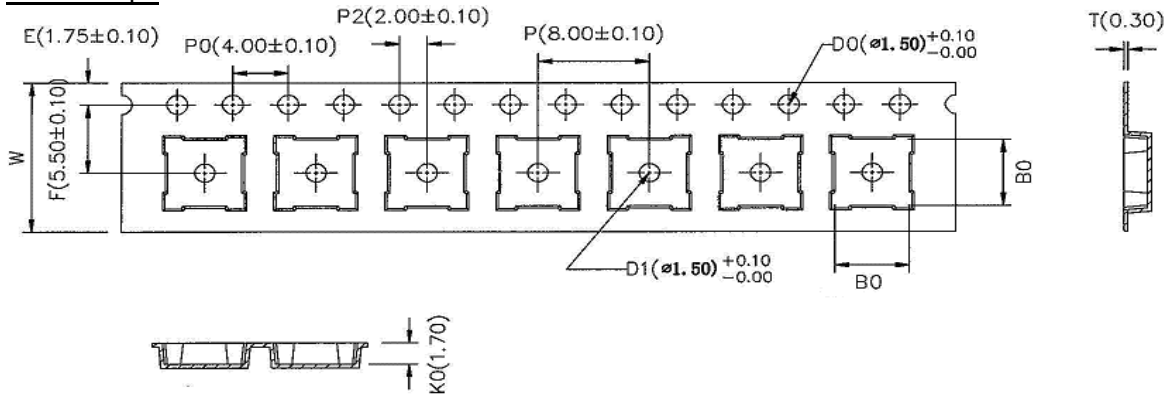 P2(2.00±0.10)
T(0.30)
E(1.75±0.10)
P0(4.00±0.10)
P(8.00±0.10)
D0(⌀1.50) +0.10
-0.00
W
F(5.50±0.10)
B0
D1(⌀1.50) +0.10
-0.00
B0
K0(1.70)